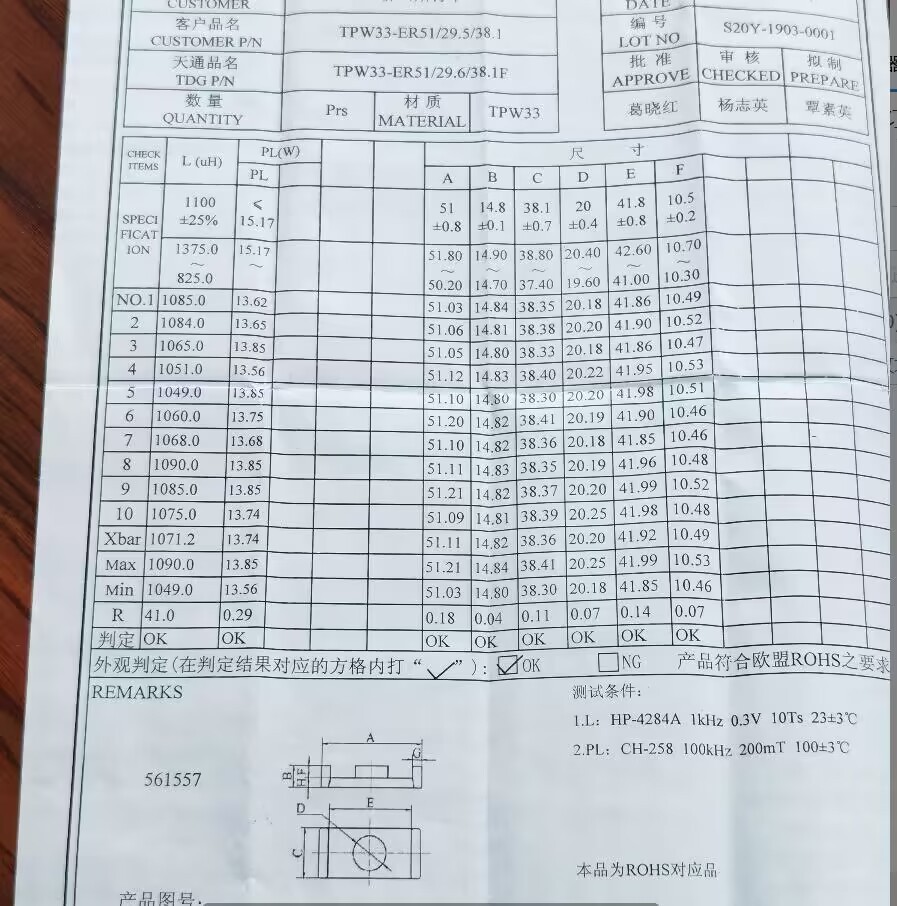 CUSTOMER
DATE
客户品名 TPW33-ER51/29.5/38.1 编号 S20Y-1903-0001
CUSTOMER P/N LOT NO
天通品名 TPW33-ER51/29.6/38.1F 批准 审核 拟制
TDG P/N APPROVE CHECKED PREPARE
数量 Prs 材质 TPW33 葛晓红 杨志英 覃素英
QUANTITY MATERIAL
CHECK ITEMS L (uH) PL(W) 尺寸
PL A B C D E F
SPECIFICATION 1100 ±25% ≤ 15.17 51 ±0.8 14.8 ±0.1 38.1 ±0.7 20 ±0.4 41.8 ±0.8 10.5 ±0.2
1375.0 ~ 825.0 15.17 ~ 51.80 ~ 50.20 14.90 ~ 14.70 38.80 ~ 37.40 20.40 ~ 19.60 42.60 ~ 41.00 10.70 ~ 10.30
NO.1 1085.0 13.62 51.03 14.84 38.35 20.18 41.86 10.49
2 1084.0 13.65 51.06 14.81 38.38 20.20 41.90 10.52
3 1065.0 13.85 51.05 14.80 38.33 20.18 41.86 10.47
4 1051.0 13.56 51.12 14.83 38.40 20.22 41.95 10.53
5 1049.0 13.85 51.10 14.80 38.30 20.20 41.98 10.51
6 1060.0 13.75 51.20 14.82 38.41 20.19 41.90 10.46
7 1068.0 13.68 51.10 14.82 38.36 20.18 41.85 10.46
8 1090.0 13.85 51.11 14.83 38.35 20.19 41.96 10.48
9 1085.0 13.85 51.21 14.82 38.37 20.20 41.99 10.52
10 1075.0 13.74 51.09 14.81 38.39 20.25 41.98 10.48
Xbar 1071.2 13.74 51.11 14.82 38.36 20.20 41.92 10.49
Max 1090.0 13.85 51.21 14.84 38.41 20.25 41.99 10.53
Min 1049.0 13.56 51.03 14.80 38.30 20.18 41.85 10.46
R 41.0 0.29 0.18 0.04 0.11 0.07 0.14 0.07
判定 OK OK OK OK OK OK OK OK
外观判定(在判定结果对应的方格内打“✓”): ☑OK ☐NG 产品符合欧盟ROHS之要求
REMARKS 测试条件:
1.L: HP-4284A 1kHz 0.3V 10Ts 23±3℃
2.PL: CH-258 100kHz 200mT 100±3℃
561557
A
G
B H F
D E
C
本品为ROHS对应品
产品图号: